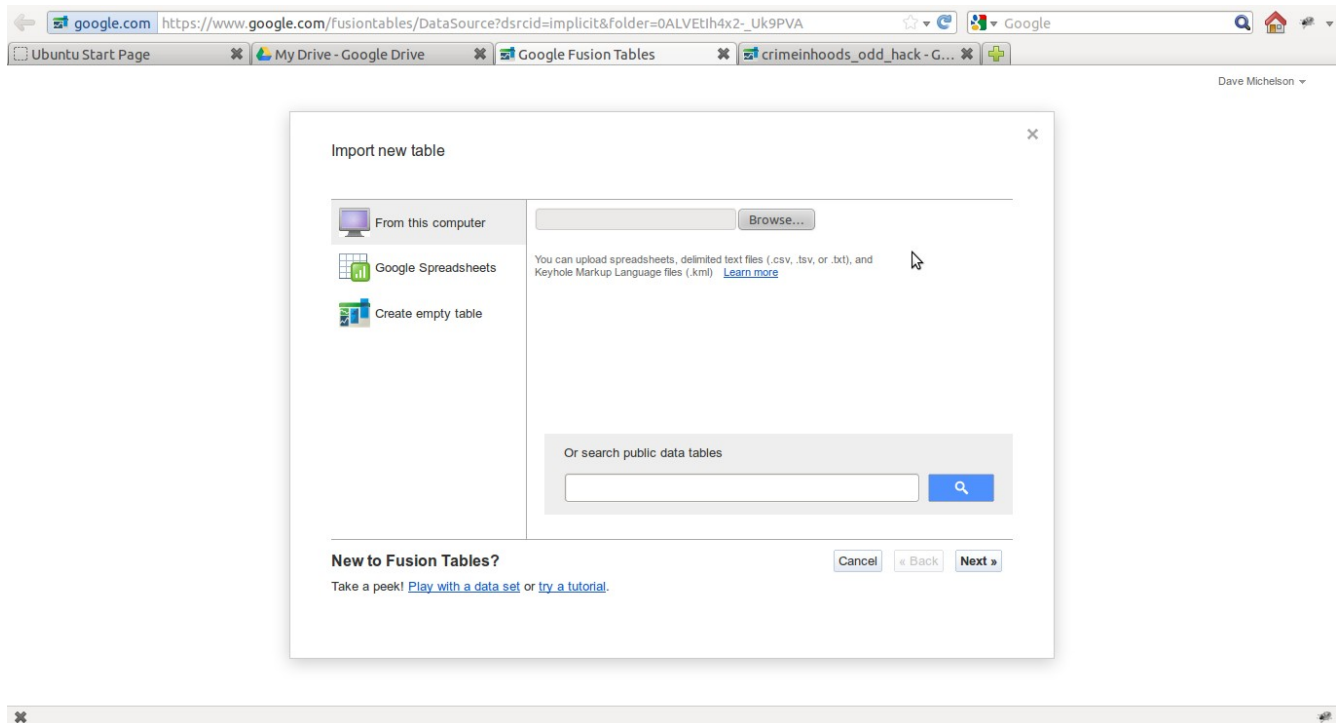 google.com https://www.google.com/fusiontables/DataSource?dsrcid=implicit&folder=0ALVEtIh4x2-_Uk9PVA Google
Ubuntu Start Page My Drive - Google Drive Google Fusion Tables crimeinhoods_odd_hack - G...
Dave Michelson
Import new table
From this computer
Browse...
You can upload spreadsheets, delimited text files (.csv, .tsv, or .txt), and
Keyhole Markup Language files (.kml) Learn more
Google Spreadsheets
Create empty table
Or search public data tables
New to Fusion Tables?
Cancel « Back Next »
Take a peek! Play with a data set or try a tutorial.